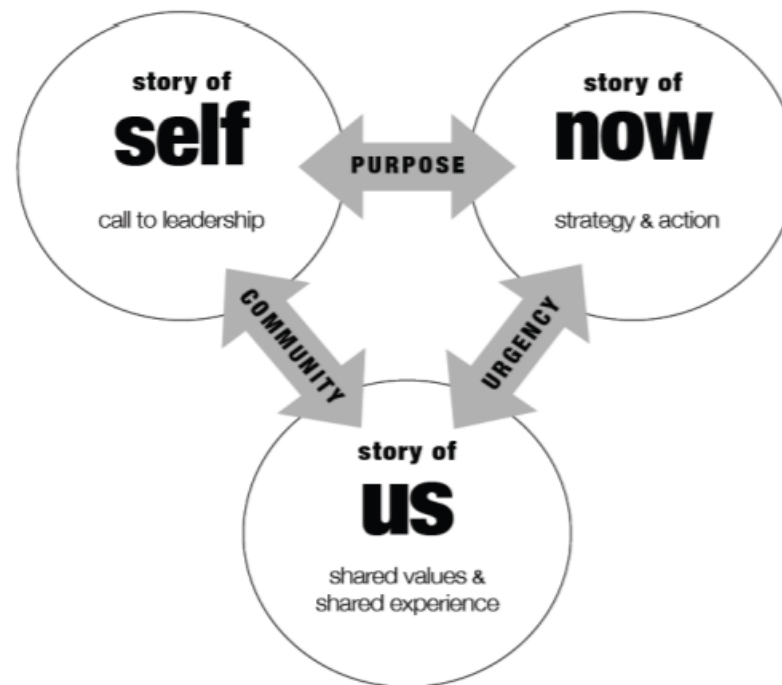 story of
self
call to leadership
PURPOSE
story of
now
strategy & action
COMMUNITY
URGENCY
story of
us
shared values &
shared experience